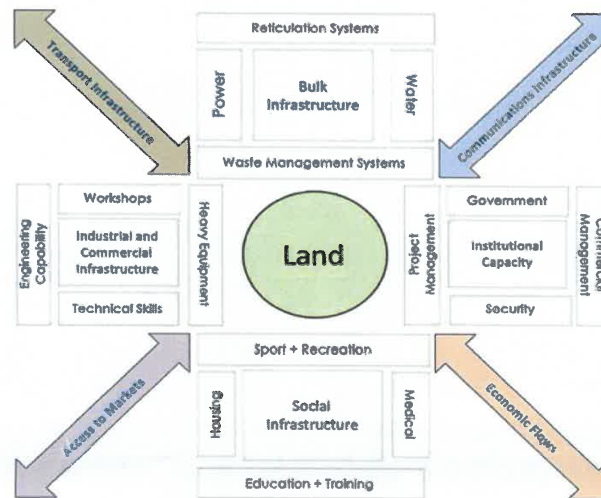 Reticulation Systems
Transport Infrastructure
Power
Bulk
Infrastructure
Water
Communications Infrastructure
Waste Management Systems
Engineering
Capability
Workshops
Industrial and
Commercial
Infrastructure
Technical Skills
Heavy Equipment
Land
Project
Management
Government
Institutional
Capacity
Security
Management
Sport + Recreation
Access to Markets
Housing
Social
Infrastructure
Medical
Economic Flows
Education + Training